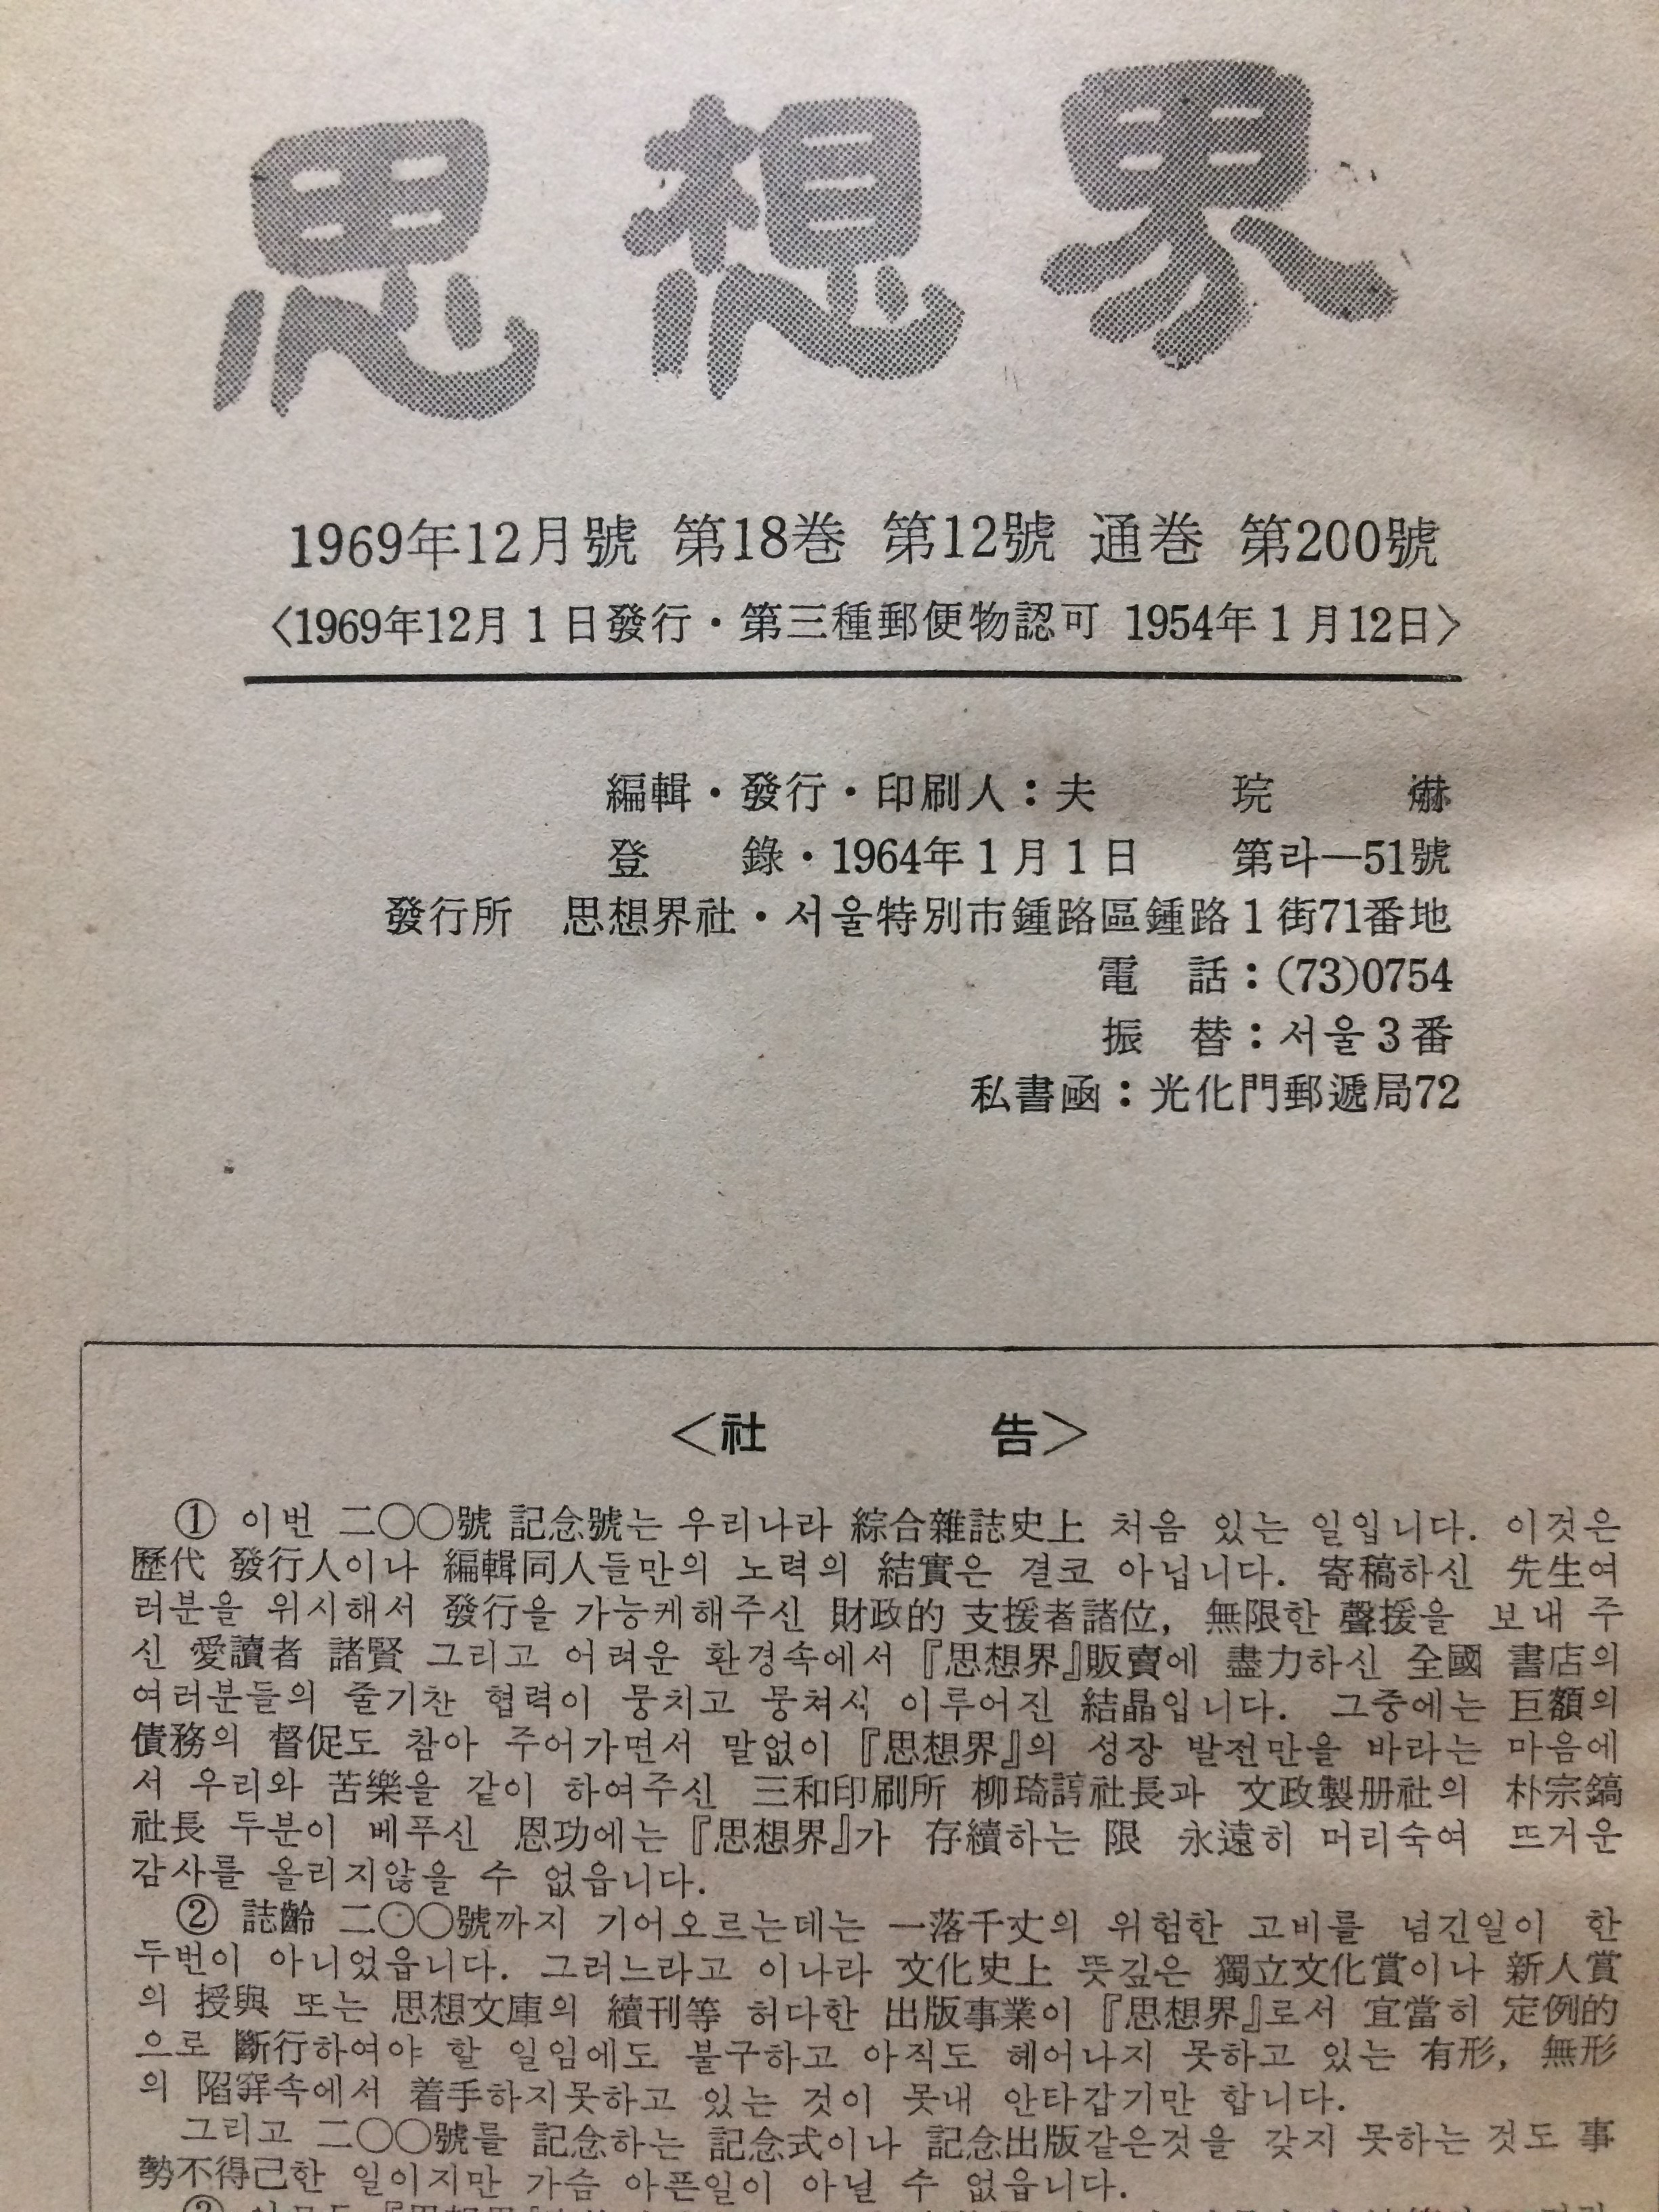 思想界
1969年12月號 第18巻 第12號 通巻 第200號
〈1969年12月1日發行・第三種郵便物認可 1954年1月12日〉
編輯・發行・印刷人：夫 琓 爀
登 錄・1964年1月1日 第라—51號
發行所 思想界社・서울特別市鍾路區鍾路1街71番地
電 話：(73)0754
振 替：서울3番
私書函：光化門郵遞局72
＜社 告＞
① 이번 二〇〇號 記念號는 우리나라 綜合雜誌史上 처음 있는 일입니다. 이것은
歷代 發行人이나 編輯同人들만의 노력의 結實은 결코 아닙니다. 寄稿하신 先生여
러분을 위시해서 發行을 가능케해주신 財政的 支援者諸位, 無限한 聲援을 보내 주
신 愛讀者 諸賢 그리고 어려운 환경속에서 『思想界』販賣에 盡力하신 全國 書店의
여러분들의 줄기찬 협력이 뭉치고 뭉쳐서 이루어진 結晶입니다. 그중에는 巨額의
債務의 督促도 참아 주어가면서 말없이 『思想界』의 성장 발전만을 바라는 마음에
서 우리와 苦樂을 같이 하여주신 三和印刷所 柳琦諄社長과 文政製册社의 朴宗鎬
社長 두분이 베푸신 恩功에는 『思想界』가 存續하는 限 永遠히 머리숙여 뜨거운
감사를 올리지않을 수 없읍니다.
② 誌齡 二〇〇號까지 기어오르는데는 一落千丈의 위험한 고비를 넘긴일이 한
두번이 아니었읍니다. 그러느라고 이나라 文化史上 뜻깊은 獨立文化賞이나 新人賞
의 授與 또는 思想文庫의 續刊等 허다한 出版事業이 『思想界』로서 宜當히 定例的
으로 斷行하여야 할 일임에도 불구하고 아직도 헤어나지 못하고 있는 有形, 無形
의 陷穽속에서 着手하지못하고 있는 것이 못내 안타갑기만 합니다.
그리고 二〇〇號를 記念하는 記念式이나 記念出版같은것을 갖지 못하는 것도 事
勢不得己한 일이지만 가슴 아픈일이 아닐 수 없읍니다.